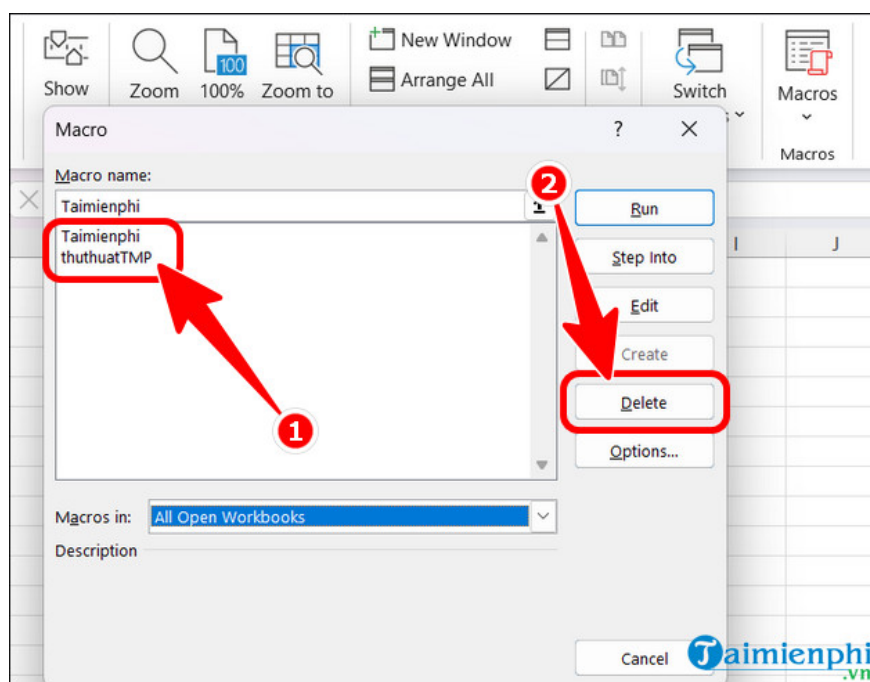 New Window
Arrange All
Show
Zoom
100
100%
Zoom to
Switch
Macros
Macros
Macro
?
Macro name:
2
Taimienphi
Run
Taimienphi
thuthuatTMP
Step Into
Edit
Create
Delete
1
Options...
Macros in:
All Open Workbooks
Description
Cancel
I
J
Taimienphi
.vn